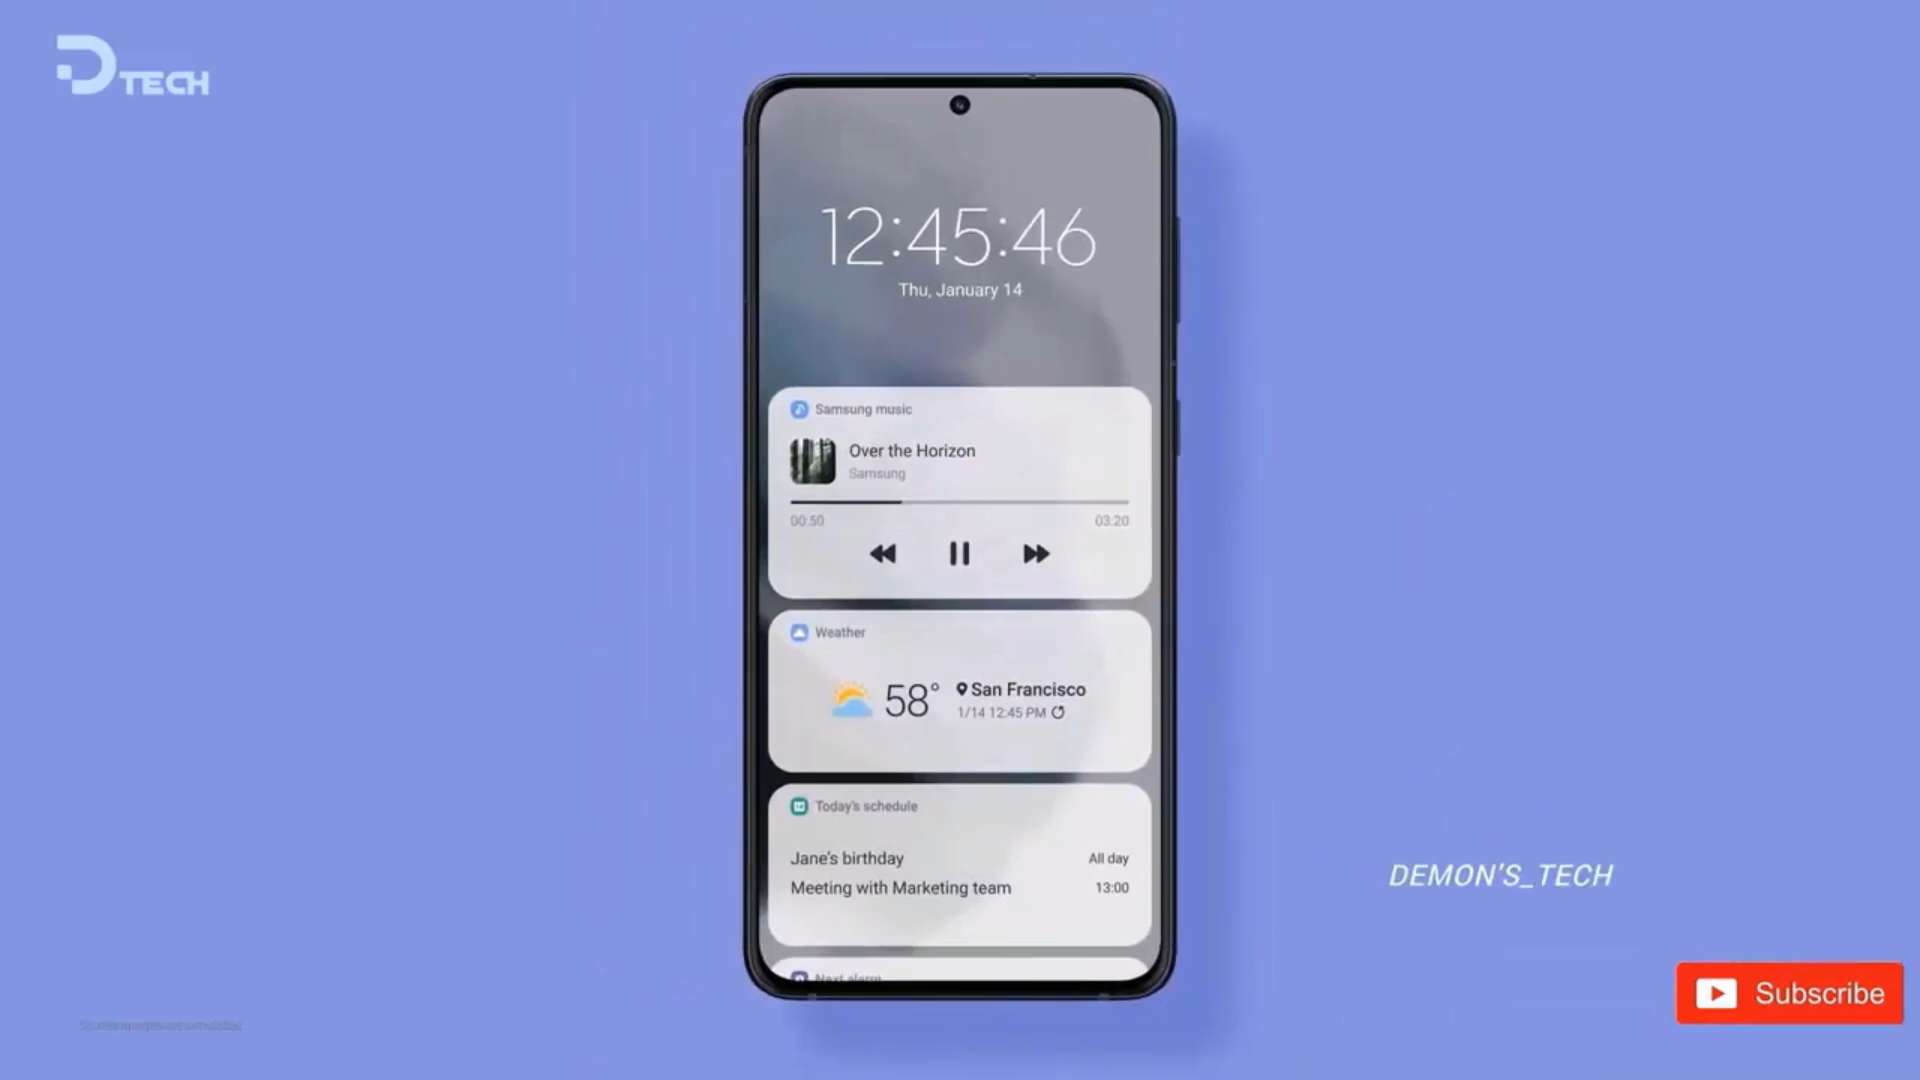 D TECH
12:45:46
Thu, January 14
Samsung music
Over the Horizon
Samsung
00:50 03:20
Weather
58° San Francisco
1/14 12:45 PM
Today's schedule
Jane's birthday All day
Meeting with Marketing team 13:00
Next alarm
DEMON'S_TECH
Subscribe